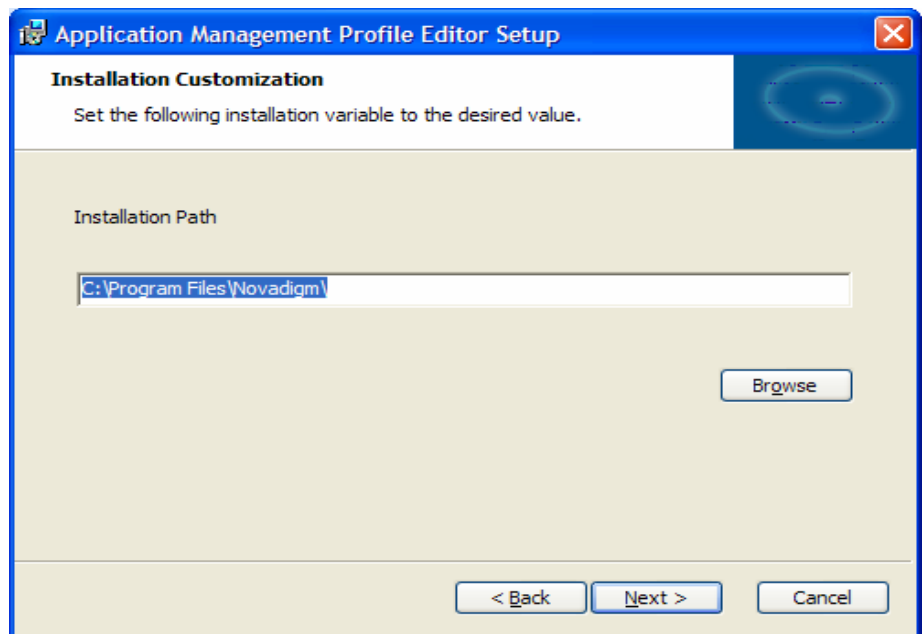 Application Management Profile Editor Setup
Installation Customization
Set the following installation variable to the desired value.
Installation Path
C:\Program Files\Novadigm\
Browse
< Back
Next >
Cancel